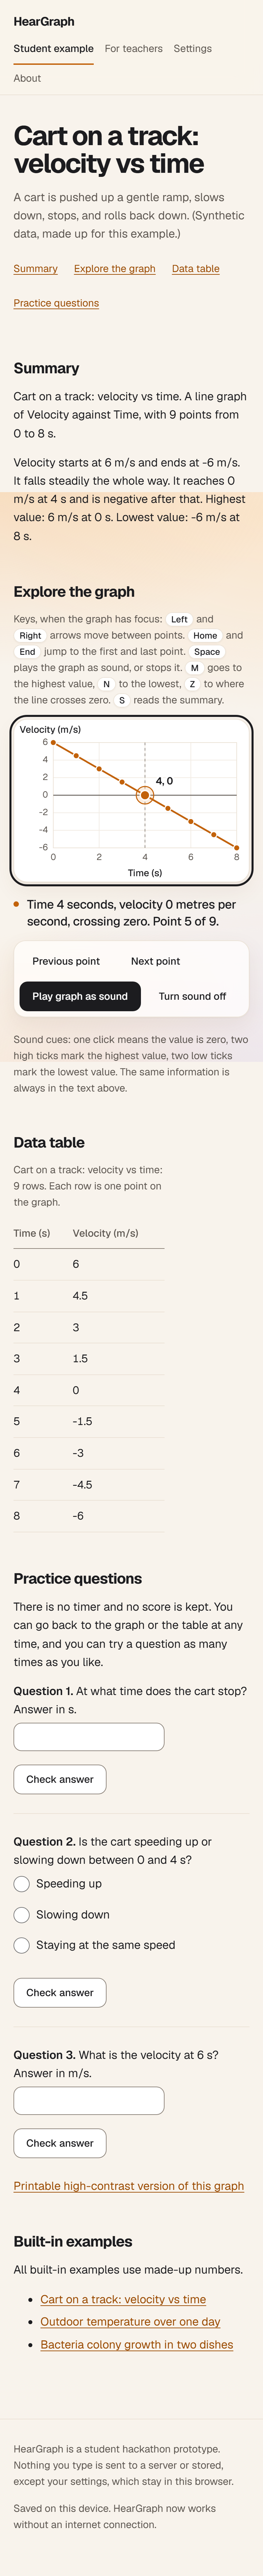 HearGraph
Student example For teachers Settings
About
Cart on a track:
velocity vs time
A cart is pushed up a gentle ramp, slows
down, stops, and rolls back down. (Synthetic
data, made up for this example.)
Summary Explore the graph Data table
Practice questions
Summary
Cart on a track: velocity vs time. A line graph
of Velocity against Time, with 9 points from
0 to 8 s.
Velocity starts at 6 m/s and ends at -6 m/s.
It falls steadily the whole way. It reaches 0
m/s at 4 s and is negative after that. Highest
value: 6 m/s at 0 s. Lowest value: -6 m/s at
8 s.
Explore the graph
Keys, when the graph has focus: Left and
Right arrows move between points. Home and
End jump to the first and last point. Space
plays the graph as sound, or stops it. M goes to
the highest value, N to the lowest, Z to where
the line crosses zero. S reads the summary.
Velocity (m/s)
6
4
2
0
-2
-4
-6
4, 0
0 2 4 6 8
Time (s)
Time 4 seconds, velocity 0 metres per
second, crossing zero. Point 5 of 9.
Previous point Next point
Play graph as sound Turn sound off
Sound cues: one click means the value is zero, two
high ticks mark the highest value, two low ticks
mark the lowest value. The same information is
always in the text above.
Data table
Cart on a track: velocity vs time:
9 rows. Each row is one point on
the graph.
Time (s) Velocity (m/s)
0 6
1 4.5
2 3
3 1.5
4 0
5 -1.5
6 -3
7 -4.5
8 -6
Practice questions
There is no timer and no score is kept. You
can go back to the graph or the table at any
time, and you can try a question as many
times as you like.
Question 1. At what time does the cart stop?
Answer in s.
Check answer
Question 2. Is the cart speeding up or
slowing down between 0 and 4 s?
Speeding up
Slowing down
Staying at the same speed
Check answer
Question 3. What is the velocity at 6 s?
Answer in m/s.
Check answer
Printable high-contrast version of this graph
Built-in examples
All built-in examples use made-up numbers.
Cart on a track: velocity vs time
Outdoor temperature over one day
Bacteria colony growth in two dishes
HearGraph is a student hackathon prototype.
Nothing you type is sent to a server or stored,
except your settings, which stay in this browser.
Saved on this device. HearGraph now works
without an internet connection.